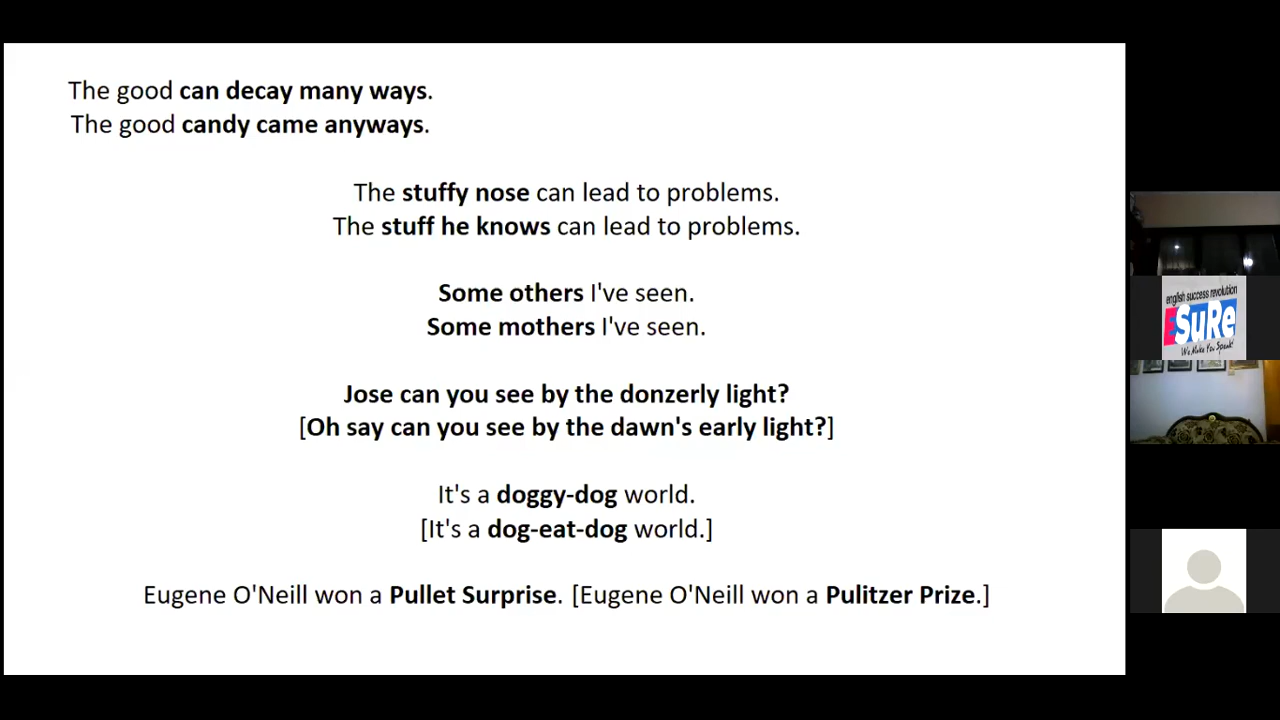 The good can decay many ways.
The good candy came anyways.
The stuffy nose can lead to problems.
The stuff he knows can lead to problems.
Some others I've seen.
Some mothers I've seen.
Jose can you see by the donzerly light?
[Oh say can you see by the dawn's early light?]
It's a doggy-dog world.
[It's a dog-eat-dog world.]
Eugene O'Neill won a Pullet Surprise. [Eugene O'Neill won a Pulitzer Prize.]
english success revolution
eSuRe
We Make You Speak!